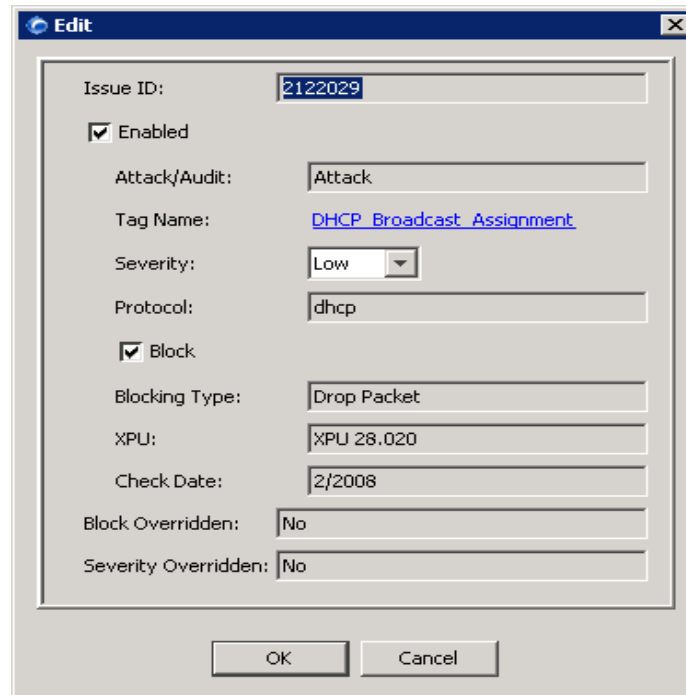 Edit
Issue ID: 2122029
Enabled
Attack/Audit: Attack
Tag Name: DHCP_Broadcast_Assignment
Severity: Low
Protocol: dhcp
Block
Blocking Type: Drop Packet
XPU: XPU 28.020
Check Date: 2/2008
Block Overridden: No
Severity Overridden: No
OK Cancel